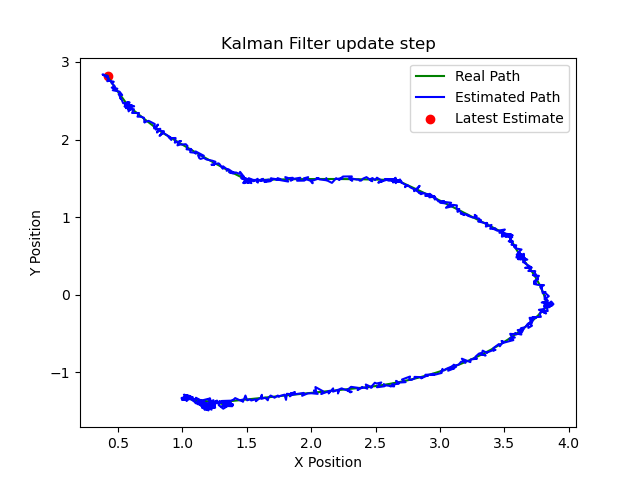 Kalman Filter update step
Real Path
Estimated Path
Latest Estimate
Y Position
3
2
1
0
−1
0.5 1.0 1.5 2.0 2.5 3.0 3.5 4.0
X Position